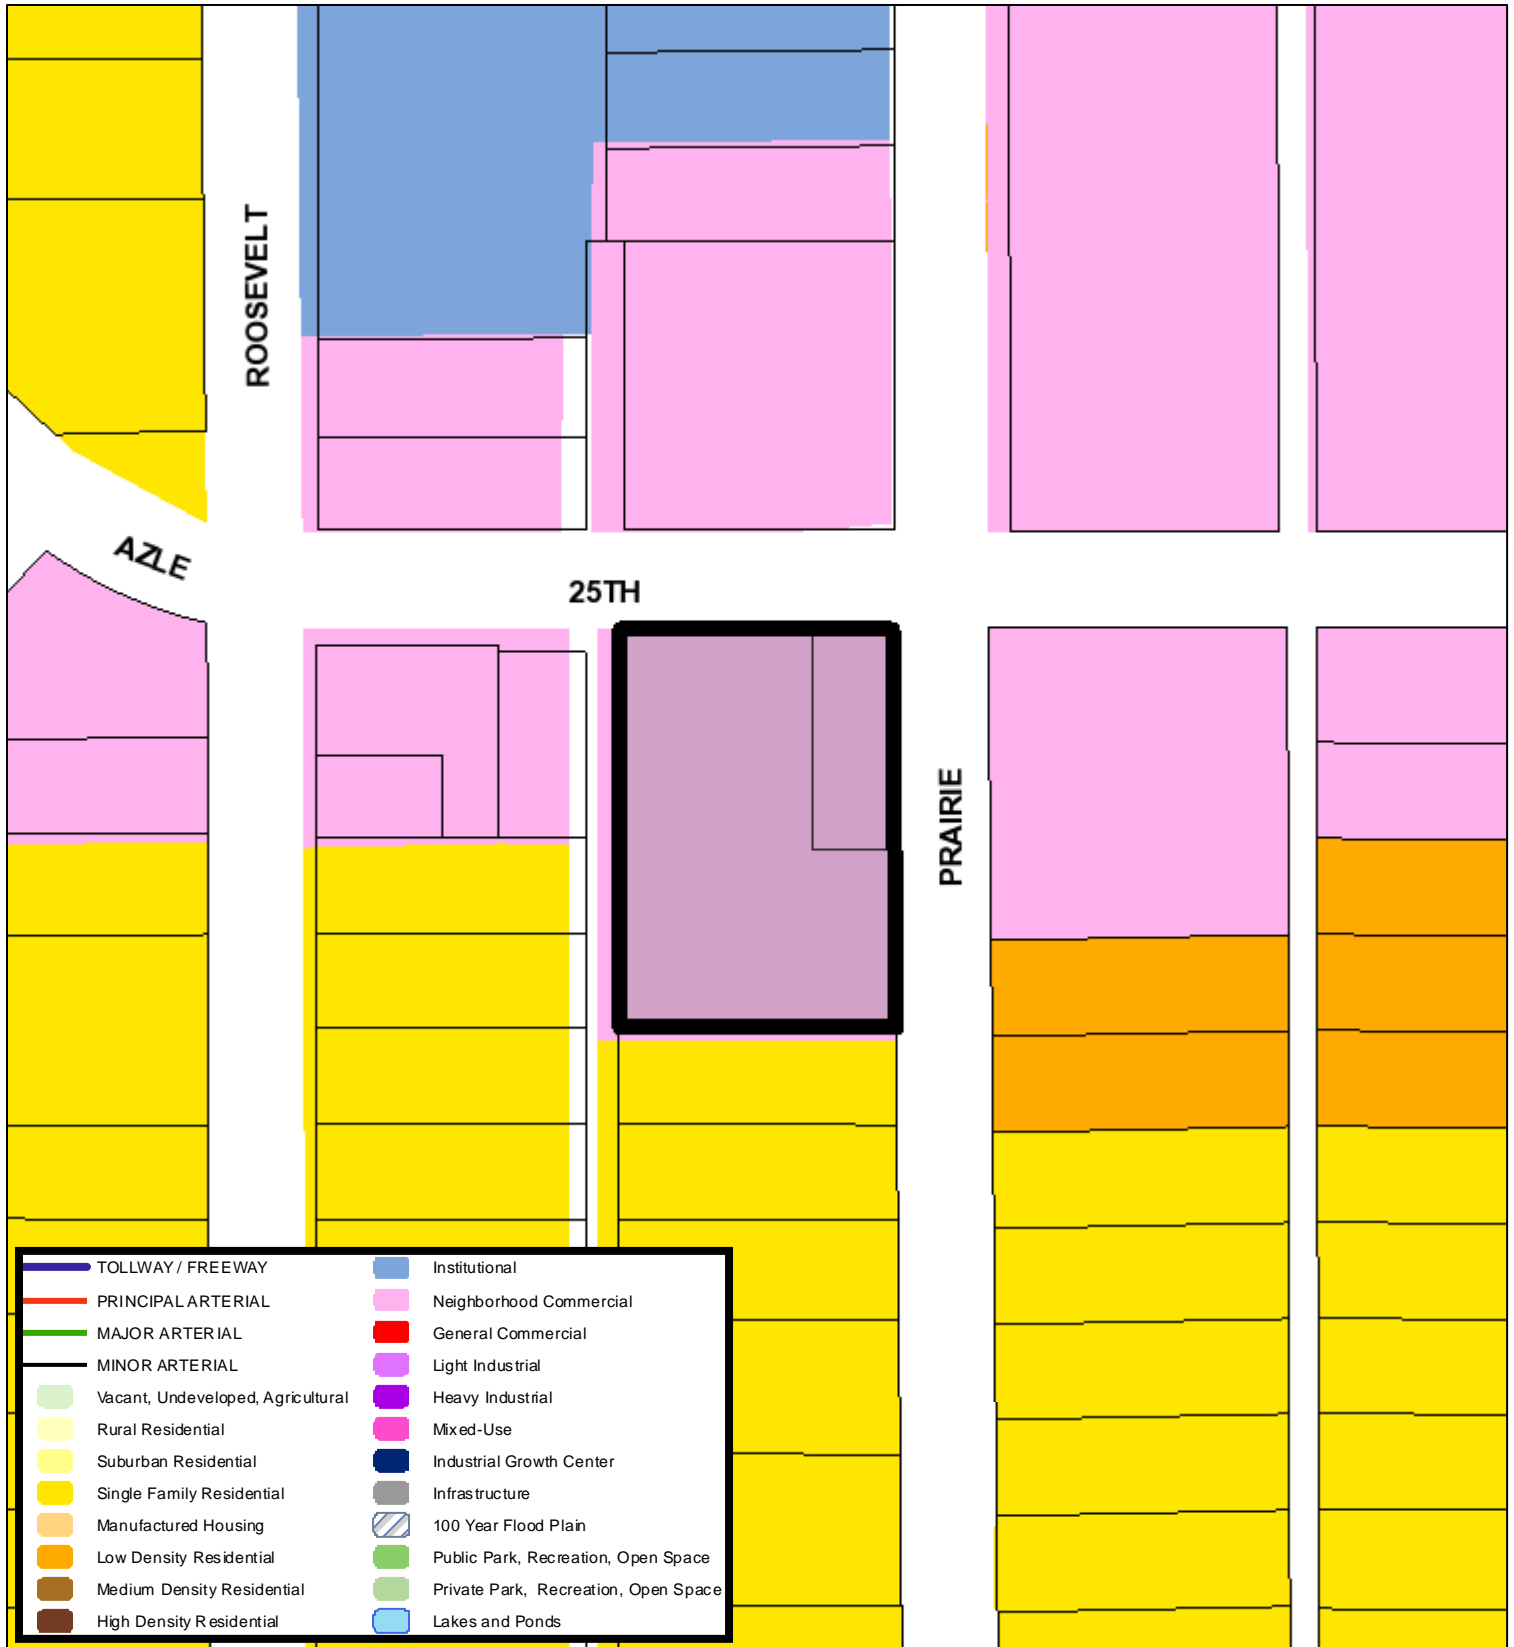 ROOSEVELT
AZLE
25TH
PRAIRIE
TOLLWAY / FREEWAY
PRINCIPAL ARTERIAL
MAJOR ARTERIAL
MINOR ARTERIAL
Vacant, Undeveloped, Agricultural
Rural Residential
Suburban Residential
Single Family Residential
Manufactured Housing
Low Density Residential
Medium Density Residential
High Density Residential
Institutional
Neighborhood Commercial
General Commercial
Light Industrial
Heavy Industrial
Mixed-Use
Industrial Growth Center
Infrastructure
100 Year Flood Plain
Public Park, Recreation, Open Space
Private Park, Recreation, Open Space
Lakes and Ponds